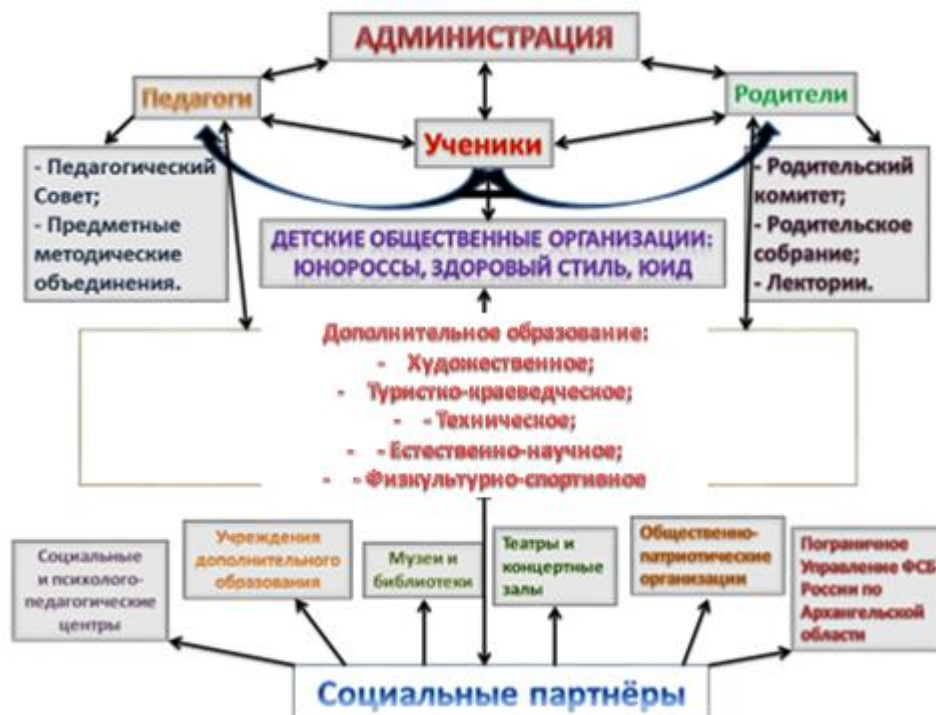 АДМИНИСТРАЦИЯ
Педагоги
Родители
Ученики
- Педагогический
Совет;
- Предметные
методические
объединения.
- Родительский
комитет;
- Родительское
собрание;
- Лектории.
ДЕТСКИЕ ОБЩЕСТВЕННЫЕ ОРГАНИЗАЦИИ:
ЮНОРОССЫ, ЗДОРОВЫЙ СТИЛЬ, ЮИД
Дополнительное образование:
- Художественное;
- Туристко-краеведческое;
- - Техническое;
- - Естественно-научное;
- - Физкультурно-спортивное
Социальные
и психолого-
педагогические
центры
Учреждения
дополнительного
образования
Музеи и
библиотеки
Театры и
концертные
залы
Общественно-
патриотические
организации
Пограничное
Управление ФСБ
России по
Архангельской
области
Социальные партнёры